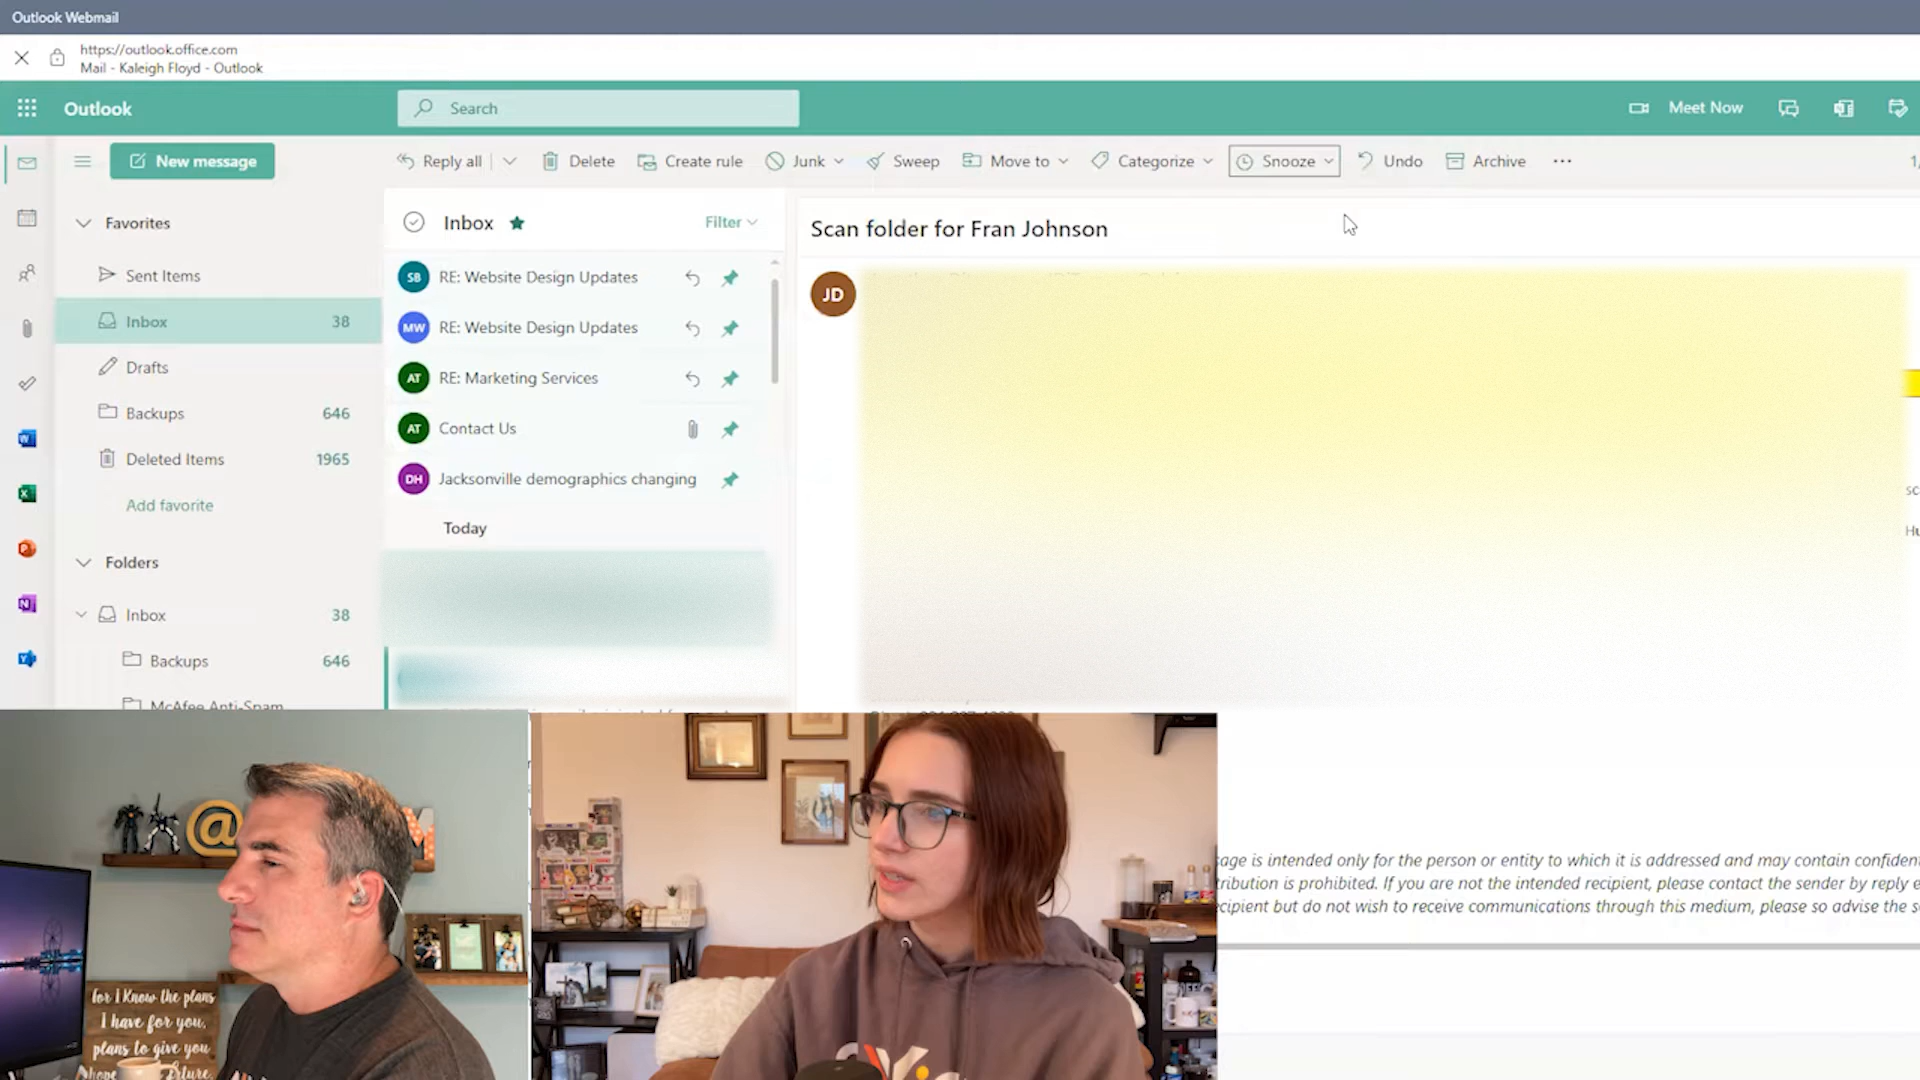 Outlook Webmail
https://outlook.office.com
Mail - Kaleigh Floyd - Outlook
Outlook
Search
Meet Now
New message
Reply all
Delete
Create rule
Junk
Sweep
Move to
Categorize
Snooze
Undo
Archive
Favorites
Sent Items
Inbox 38
Drafts
Backups 646
Deleted Items 1965
Add favorite
Folders
Inbox 38
Backups 646
McAfee Anti-Spam
Inbox
Filter
SB RE: Website Design Updates
MW RE: Website Design Updates
AT RE: Marketing Services
AT Contact Us
DH Jacksonville demographics changing
Today
Scan folder for Fran Johnson
JD
sage is intended only for the person or entity to which it is addressed and may contain confident
tribution is prohibited. If you are not the intended recipient, please contact the sender by reply e
ecipient but do not wish to receive communications through this medium, please so advise the s
@
for I Know the plans
I have for you,
plans to give you
hope